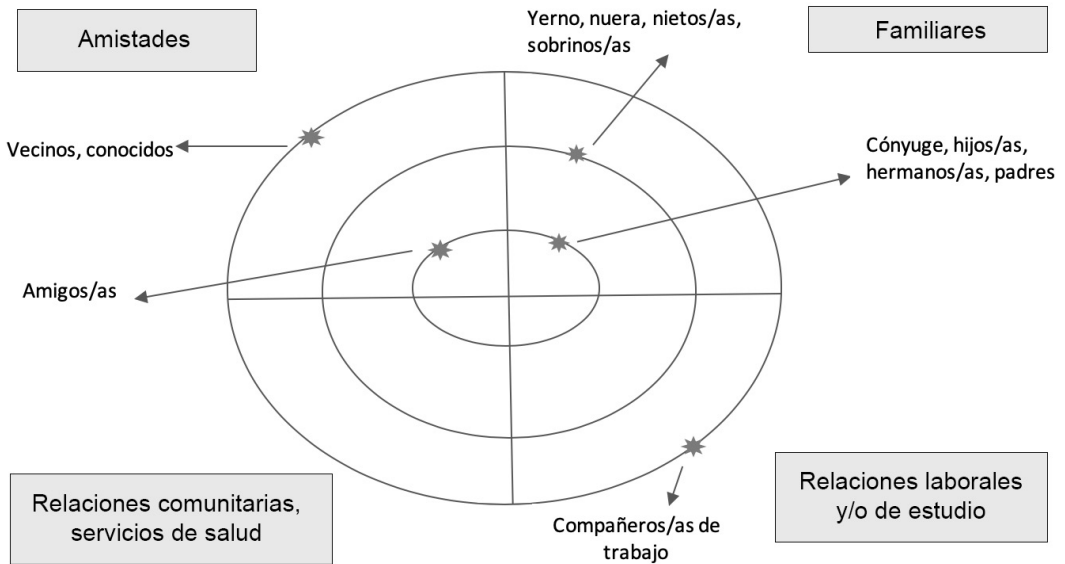 Amistades
Yerno, nuera, nietos/as,
sobrinos/as
Familiares
Vecinos, conocidos
Cónyuge, hijos/as,
hermanos/as, padres
Amigos/as
Relaciones comunitarias,
servicios de salud
Compañeros/as de
trabajo
Relaciones laborales
y/o de estudio